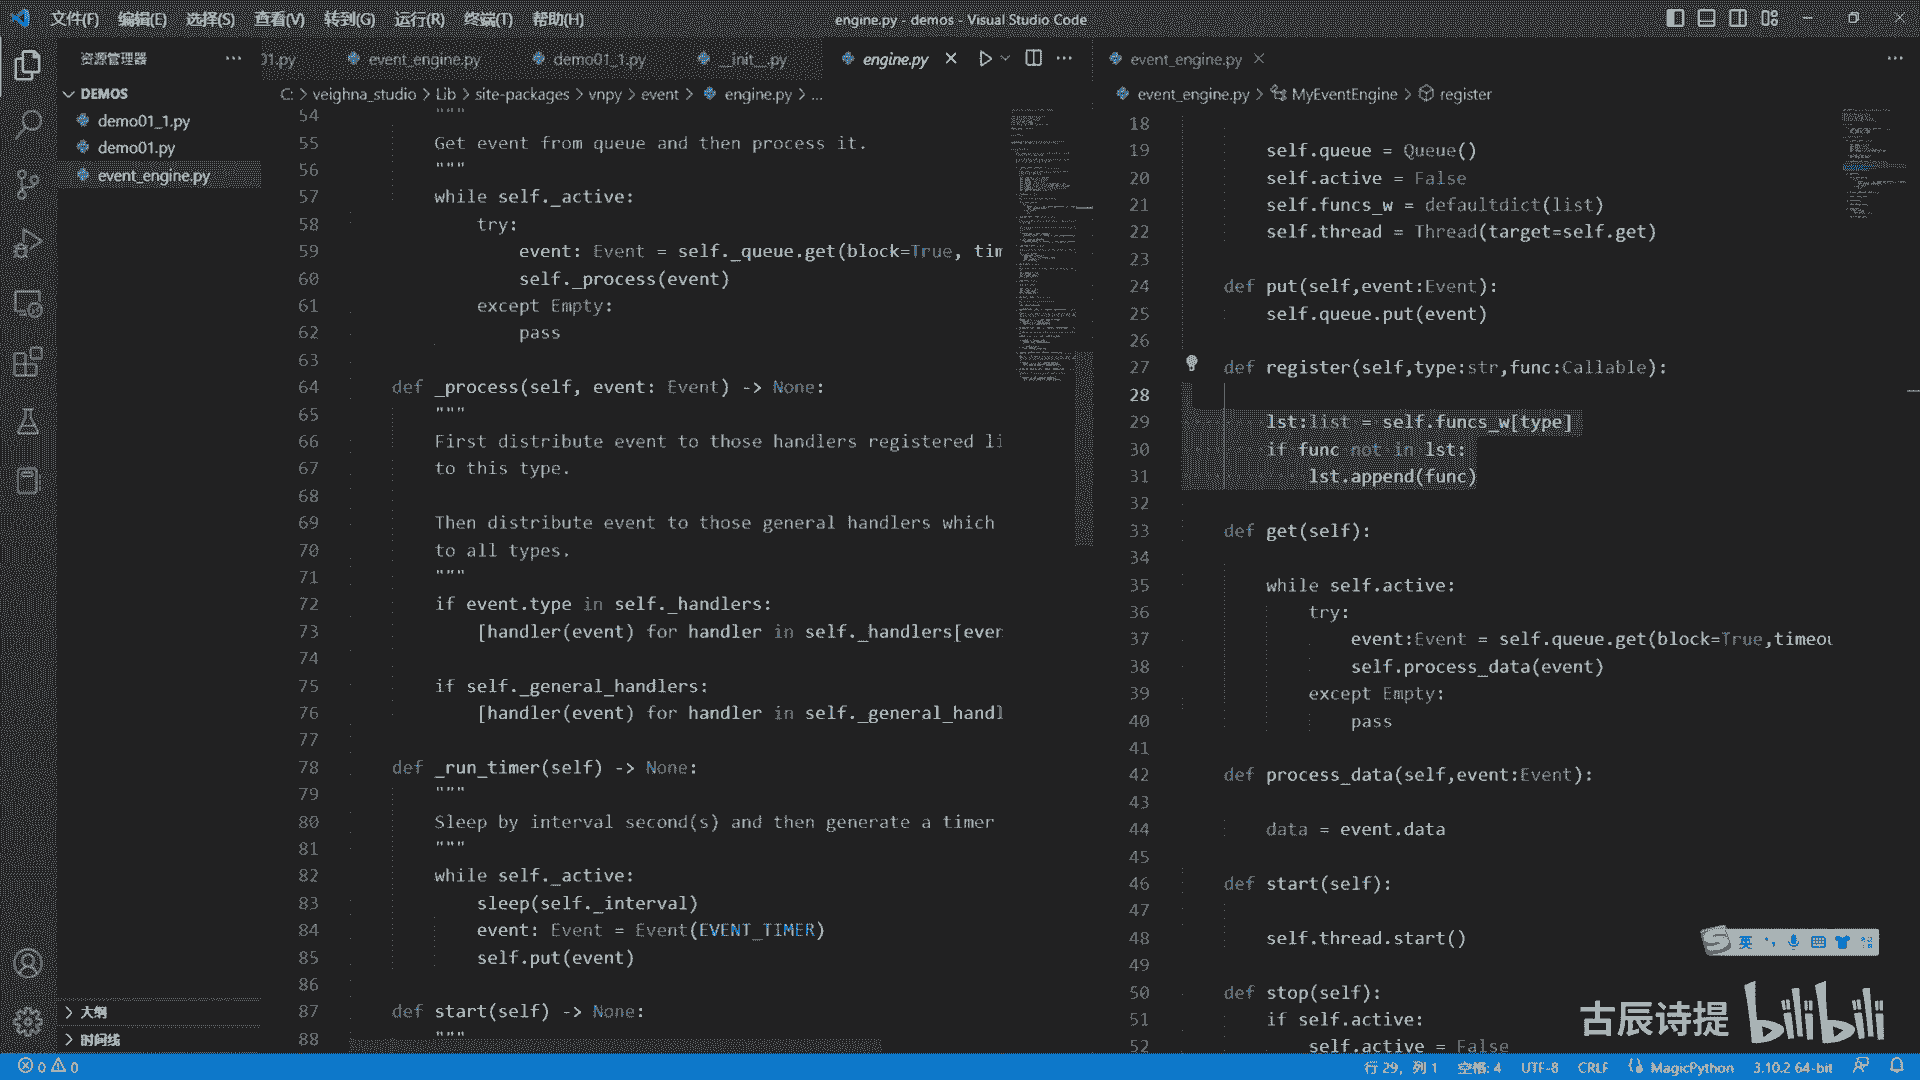 文件(F) 编辑(E) 选择(S) 查看(V) 转到(G) 运行(R) 终端(T) 帮助(H)
engine.py - demos - Visual Studio Code
资源管理器
DEMOS
demo01_1.py
demo01.py
event_engine.py
大纲
时间线
01.py event_engine.py demo01_1.py __init__.py engine.py
C: > veighna_studio > Lib > site-packages > vnpy > event > engine.py > ...
54 """
55 Get event from queue and then process it.
56 """
57 while self._active:
58 try:
59 event: Event = self._queue.get(block=True, tim
60 self._process(event)
61 except Empty:
62 pass
63
64 def _process(self, event: Event) -> None:
65 """
66 First distribute event to those handlers registered li
67 to this type.
68
69 Then distribute event to those general handlers which
70 to all types.
71 """
72 if event.type in self._handlers:
73 [handler(event) for handler in self._handlers[even
74
75 if self._general_handlers:
76 [handler(event) for handler in self._general_handl
77
78 def _run_timer(self) -> None:
79 """
80 Sleep by interval second(s) and then generate a timer
81 """
82 while self._active:
83 sleep(self._interval)
84 event: Event = Event(EVENT_TIMER)
85 self.put(event)
86
87 def start(self) -> None:
88 """
event_engine.py
event_engine.py > MyEventEngine > register
18
19 self.queue = Queue()
20 self.active = False
21 self.funcs_w = defaultdict(list)
22 self.thread = Thread(target=self.get)
23
24 def put(self,event:Event):
25 self.queue.put(event)
26
27 def register(self,type:str,func:Callable):
28
29 lst:list = self.funcs_w[type]
30 if func not in lst:
31 lst.append(func)
32
33 def get(self):
34
35 while self.active:
36 try:
37 event:Event = self.queue.get(block=True,timeou
38 self.process_data(event)
39 except Empty:
40 pass
41
42 def process_data(self,event:Event):
43
44 data = event.data
45
46 def start(self):
47
48 self.thread.start()
49
50 def stop(self):
51 if self.active:
52 self.active = False
英
古辰诗提 bilibili
0 0
行 29, 列 1 空格: 4 UTF-8 CRLF MagicPython 3.10.2 64-bit